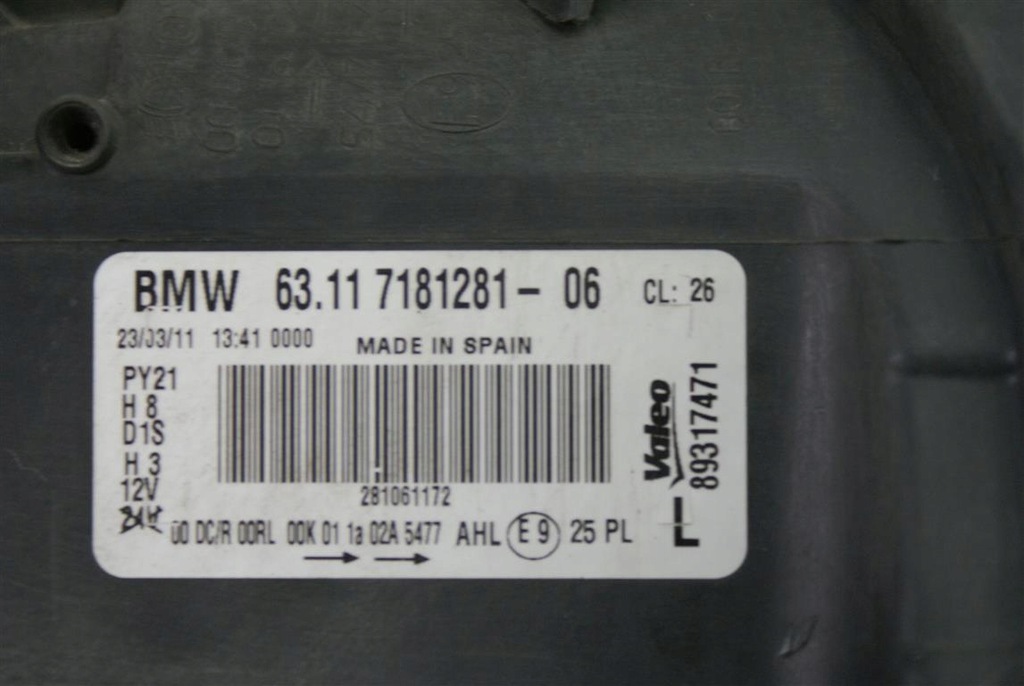 BMW 63.11 7181281- 06 CL: 26
23/03/11 13:41 0000
MADE IN SPAIN
PY21
H 8
D1S
H 3
12V
281061172
00 DC/R 00RL 00K 01 1a 02A 5477 AHL E 9 25 PL
Valeo
89317471
L